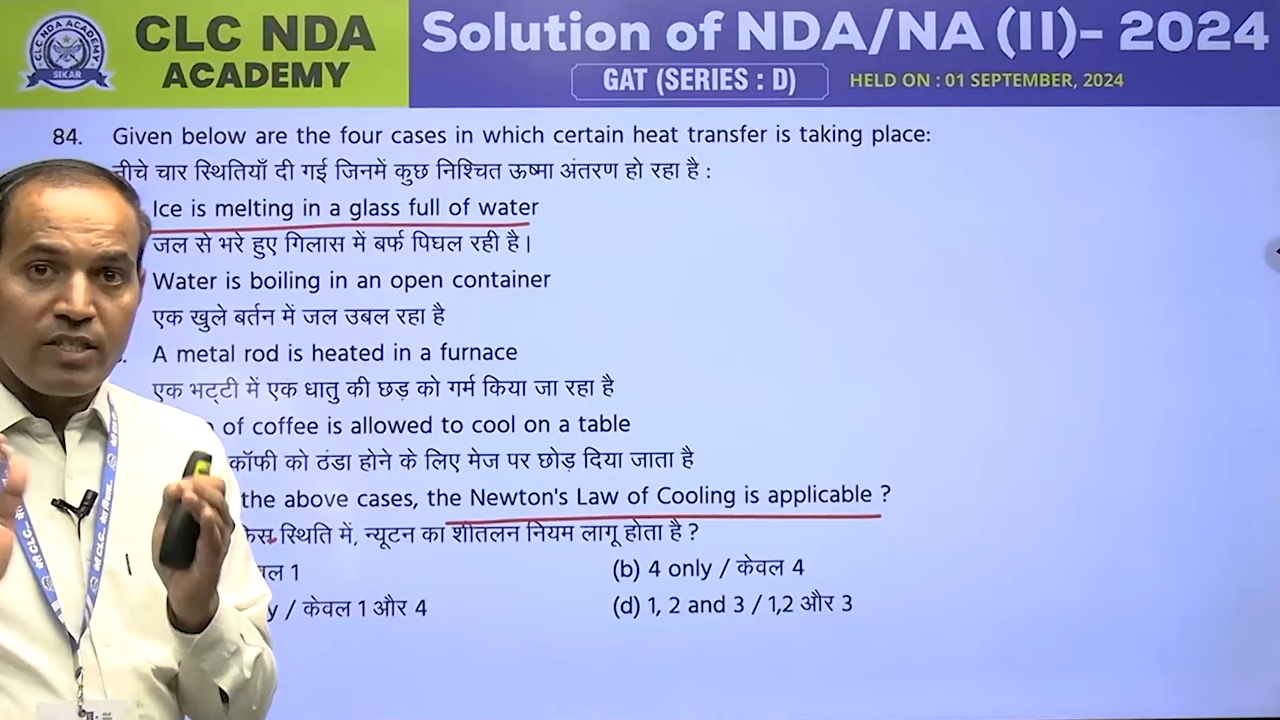 CLC NDA ACADEMY
SIKAR
CLC NDA
ACADEMY
Solution of NDA/NA (II)- 2024
GAT (SERIES : D)
HELD ON : 01 SEPTEMBER, 2024
84. Given below are the four cases in which certain heat transfer is taking place:
नीचे चार स्थितियाँ दी गई जिनमें कुछ निश्चित ऊष्मा अंतरण हो रहा है :
Ice is melting in a glass full of water
जल से भरे हुए गिलास में बर्फ पिघल रही है।
Water is boiling in an open container
एक खुले बर्तन में जल उबल रहा है
A metal rod is heated in a furnace
एक भट्टी में एक धातु की छड़ को गर्म किया जा रहा है
of coffee is allowed to cool on a table
कॉफी को ठंडा होने के लिए मेज पर छोड़ दिया जाता है
the above cases, the Newton's Law of Cooling is applicable ?
स्थिति में, न्यूटन का शीतलन नियम लागू होता है ?
1
(b) 4 only / केवल 4
/ केवल 1 और 4
(d) 1, 2 and 3 / 1,2 और 3